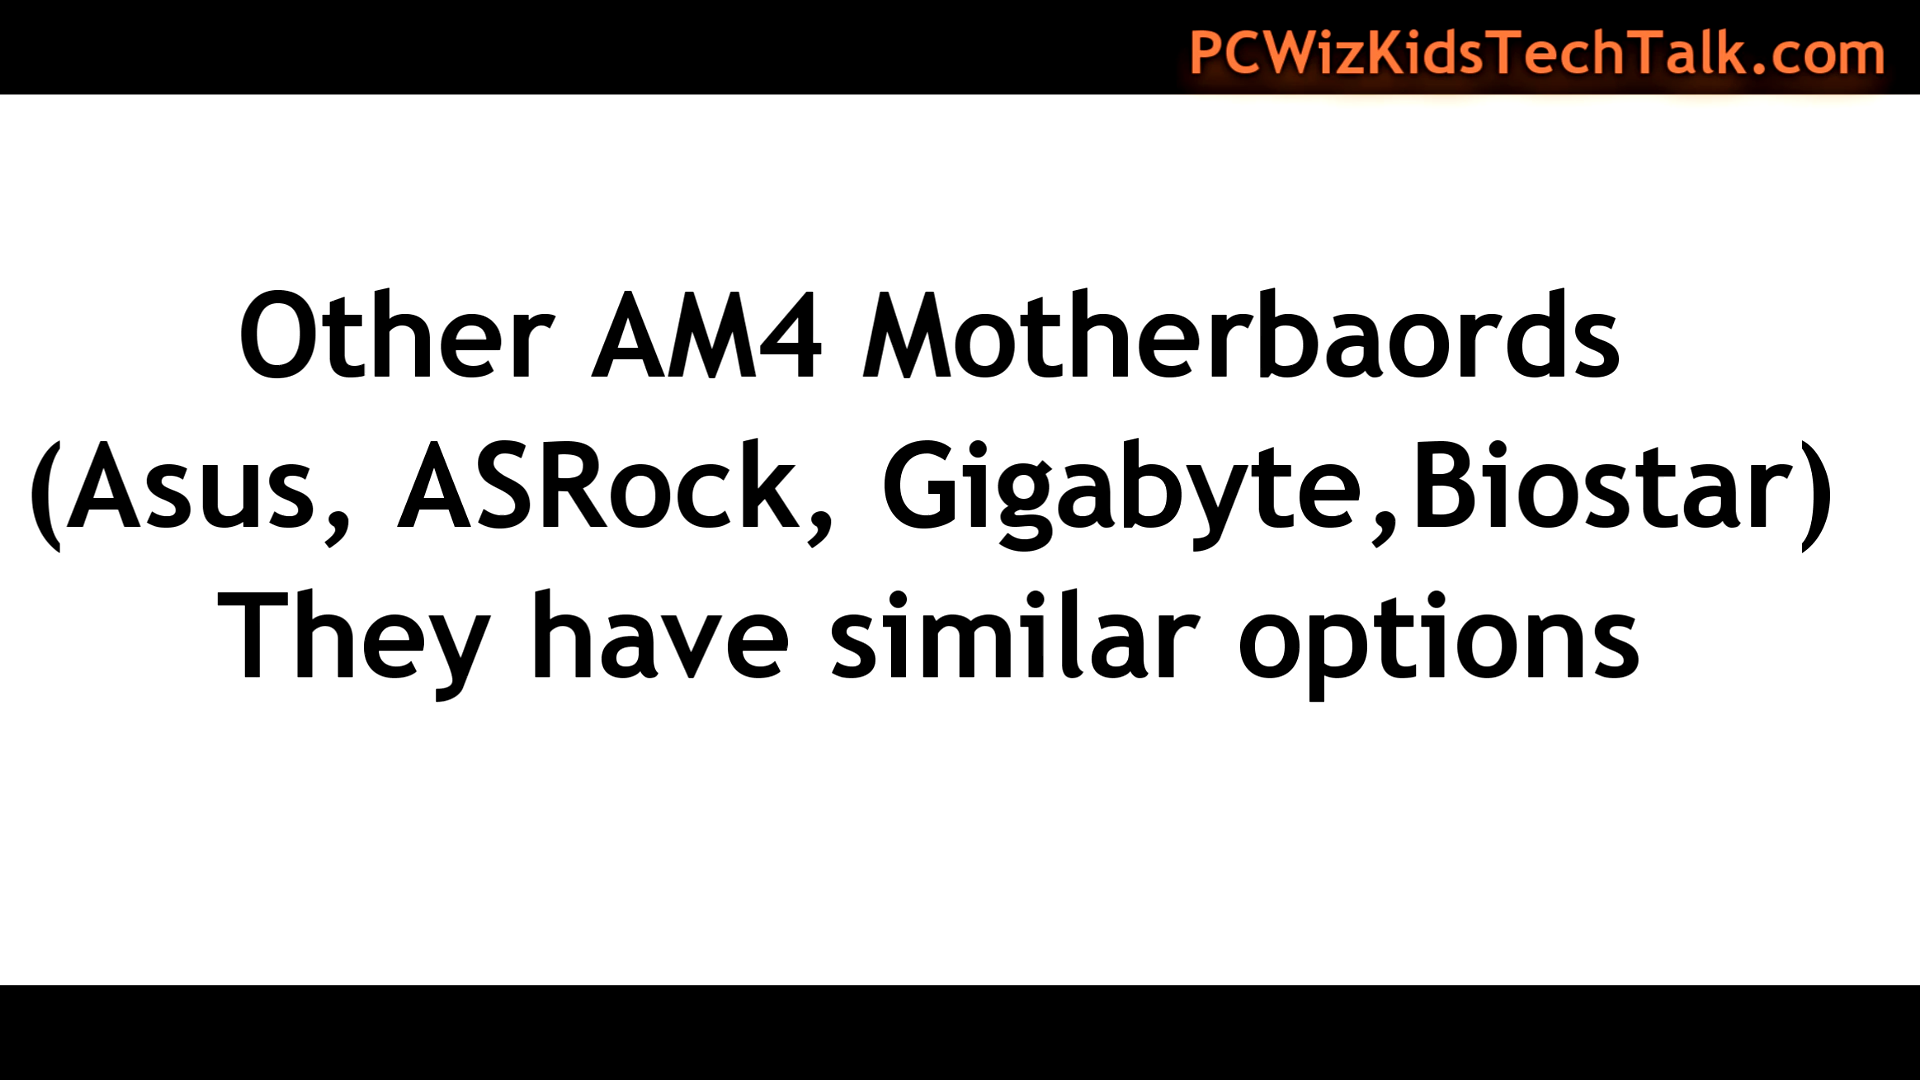 PCWizKidsTechTalk.com
Other AM4 Motherbaords
(Asus, ASRock, Gigabyte,Biostar)
They have similar options